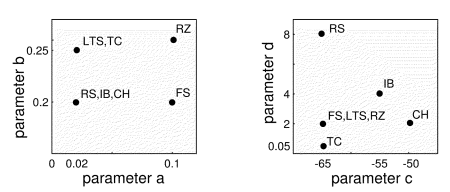 parameter b
0.25
0.2
LTS,TC
RZ
RS,IB,CH
FS
0 0.02 0.1
parameter a
parameter d
8
4
2
0.05
RS
IB
FS,LTS,RZ
CH
TC
-65 -55 -50
parameter c